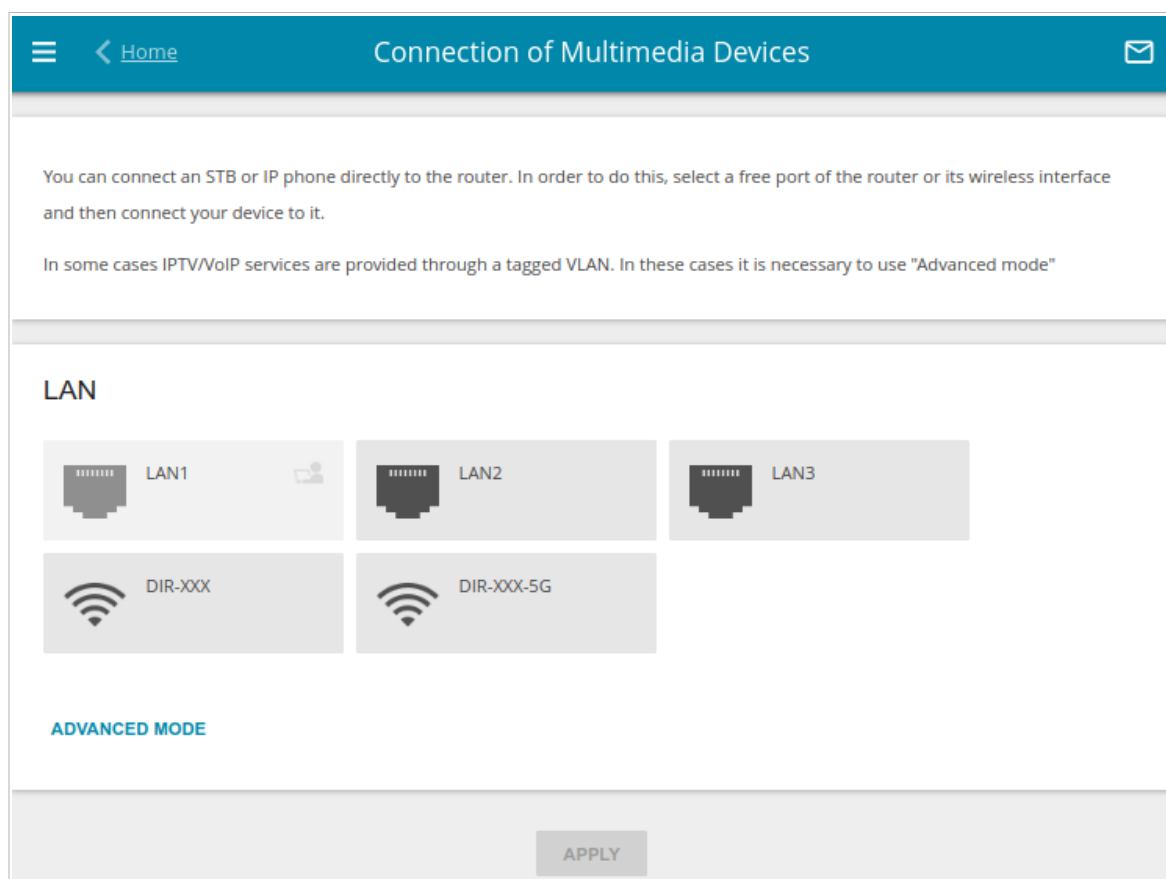 Home
Connection of Multimedia Devices
You can connect an STB or IP phone directly to the router. In order to do this, select a free port of the router or its wireless interface
and then connect your device to it.
In some cases IPTV/VoIP services are provided through a tagged VLAN. In these cases it is necessary to use "Advanced mode"
LAN
LAN1
LAN2
LAN3
DIR-XXX
DIR-XXX-5G
ADVANCED MODE
APPLY